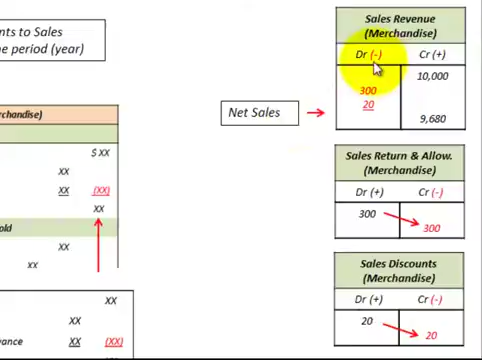 nts to Sales
e period (year)
rchandise)
$ XX
XX
XX (XX)
XX
old
XX
XX
XX
XX
wance XX (XX)
Net Sales
Sales Revenue
(Merchandise)
Dr (-) Cr (+)
10,000
300
20
9,680
Sales Return & Allow.
(Merchandise)
Dr (+) Cr (-)
300
300
Sales Discounts
(Merchandise)
Dr (+) Cr (-)
20
20